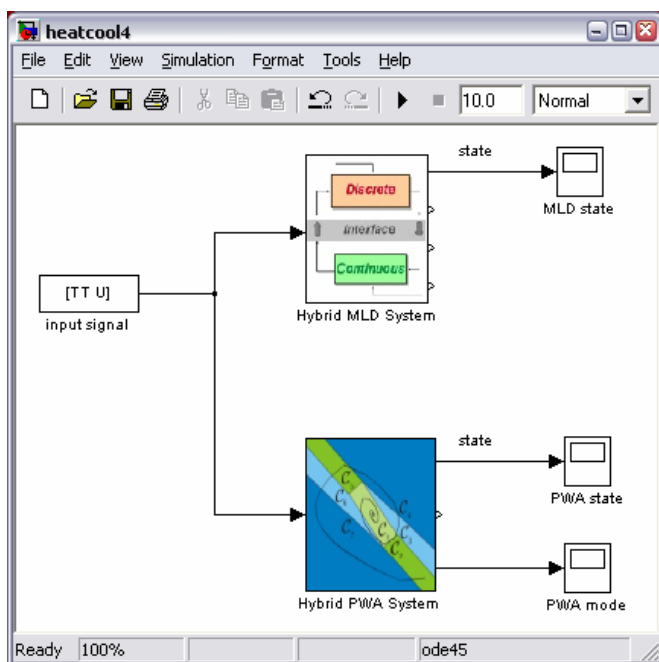 heatcool4
File Edit View Simulation Format Tools Help
10.0 Normal
state
Discrete
Interface
Continuous
MLD state
Hybrid MLD System
[TT U]
input signal
state
PWA state
Hybrid PWA System
PWA mode
Ready 100% ode45